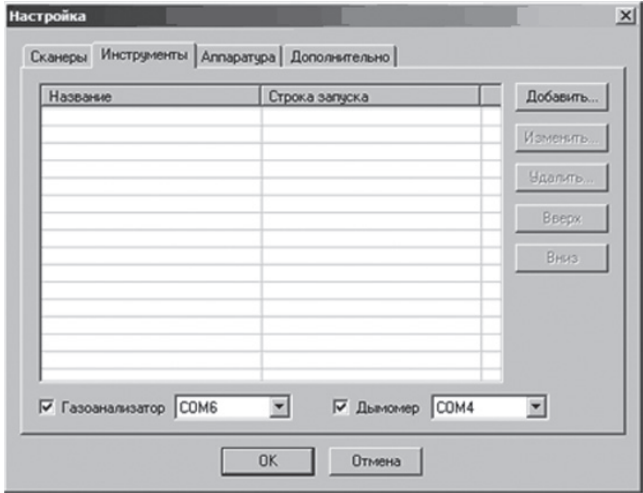 Настройка
Сканеры Инструменты Аппаратура Дополнительно
Название Строка запуска
Добавить...
Изменить...
Удалить...
Вверх
Вниз
Газоанализатор COM6 Дымомер COM4
OK Отмена